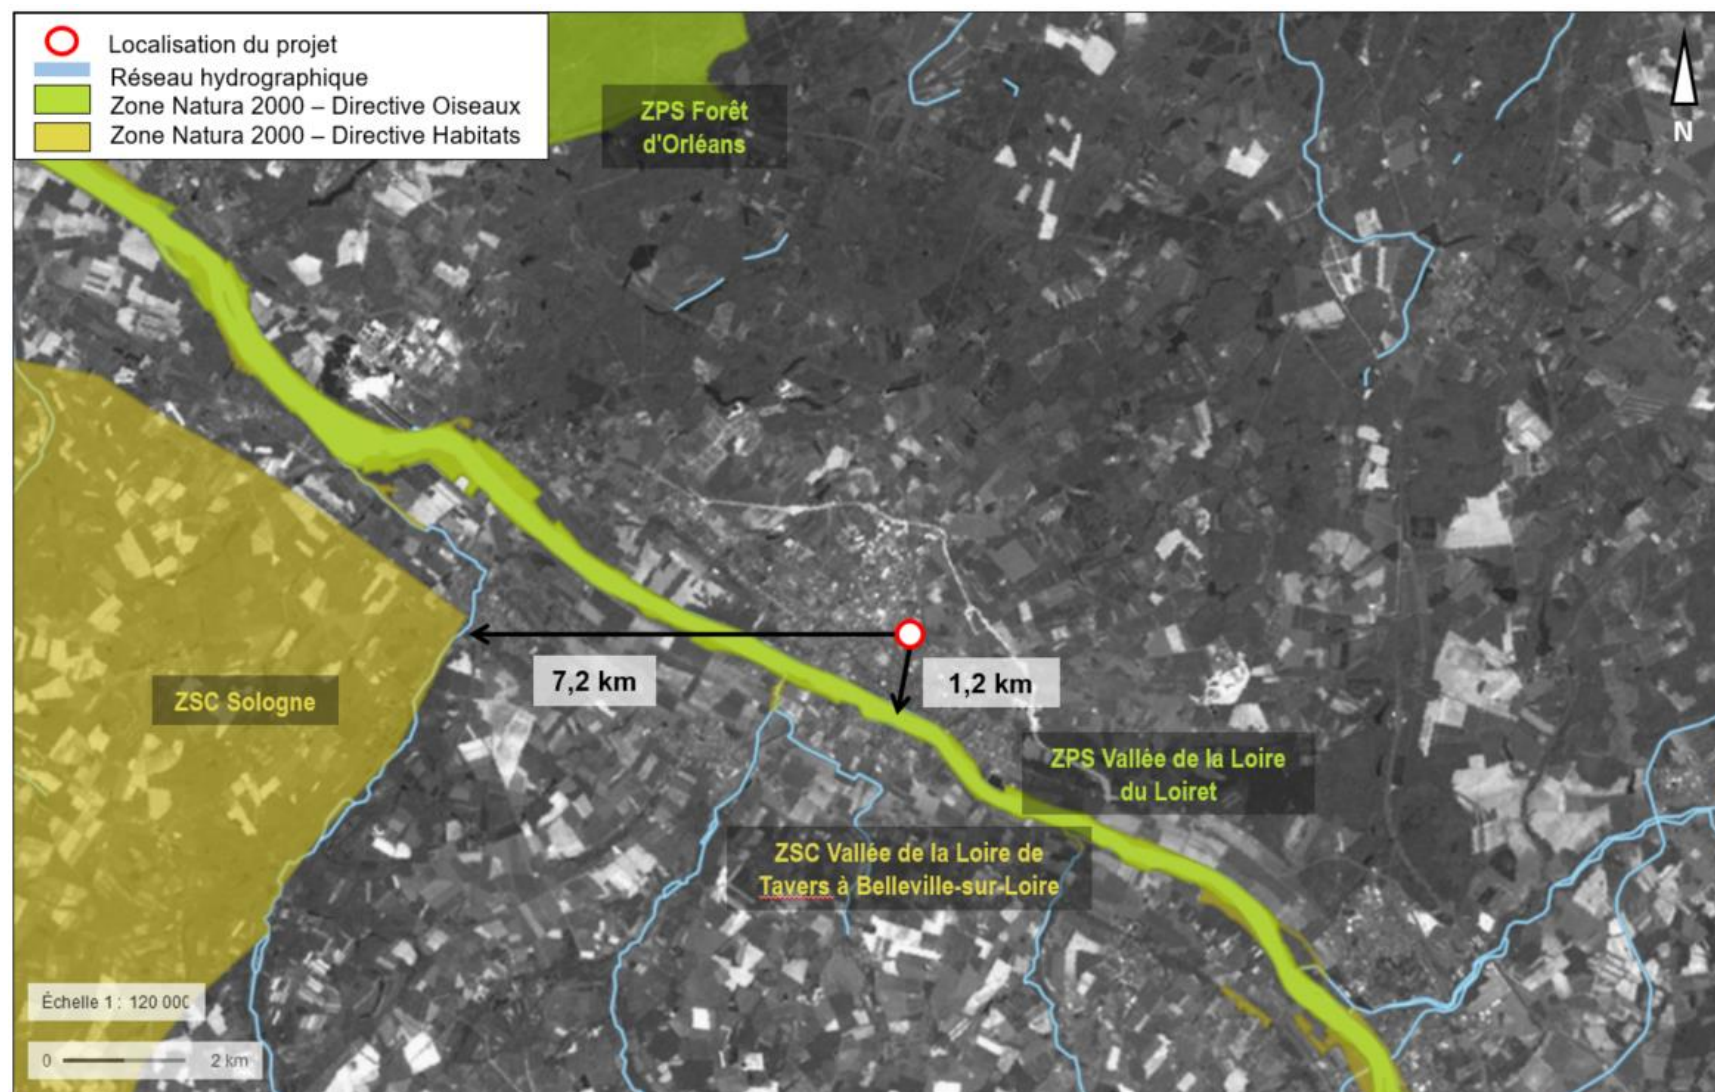 Localisation du projet
Réseau hydrographique
Zone Natura 2000 – Directive Oiseaux
Zone Natura 2000 – Directive Habitats
ZPS Forêt
d'Orléans
N
7,2 km
1,2 km
ZSC Sologne
ZPS Vallée de la Loire
du Loiret
ZSC Vallée de la Loire de
Tavers à Belleville-sur-Loire
Échelle 1 : 120 000
0 2 km